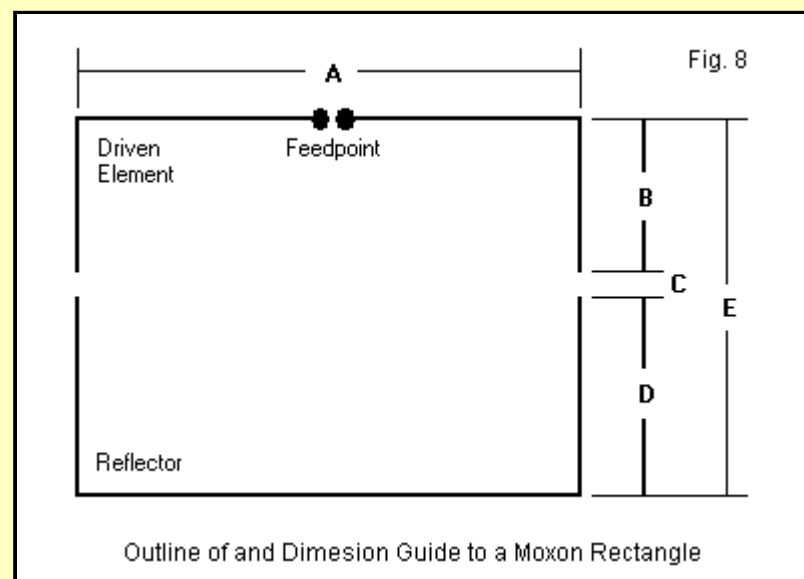 Fig. 8
A
Driven
Element
Feedpoint
B
C
E
D
Reflector
Outline of and Dimesion Guide to a Moxon Rectangle